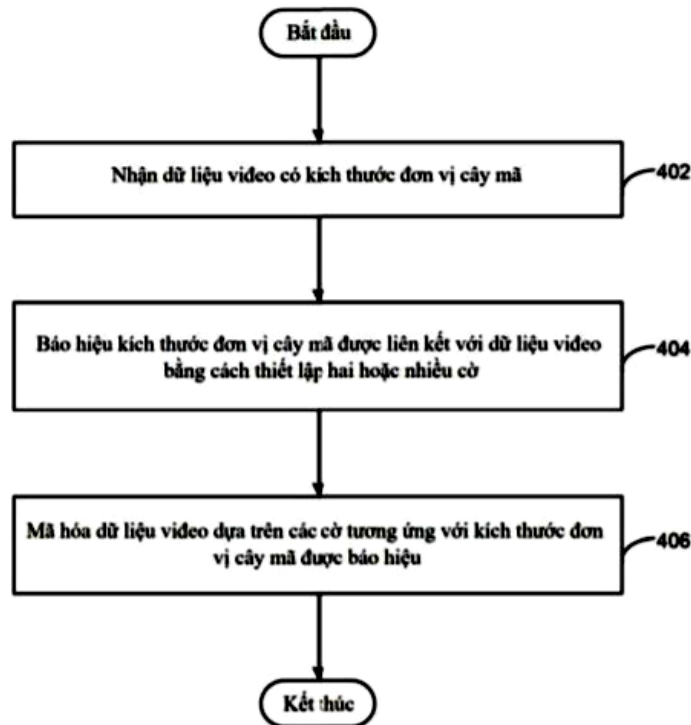 Bắt đầu
Nhận dữ liệu video có kích thước đơn vị cây mã
402
Báo hiệu kích thước đơn vị cây mã được liên kết với dữ liệu video
bằng cách thiết lập hai hoặc nhiều cờ
404
Mã hóa dữ liệu video dựa trên các cờ tương ứng với kích thước đơn
vị cây mã được báo hiệu
406
Kết thúc